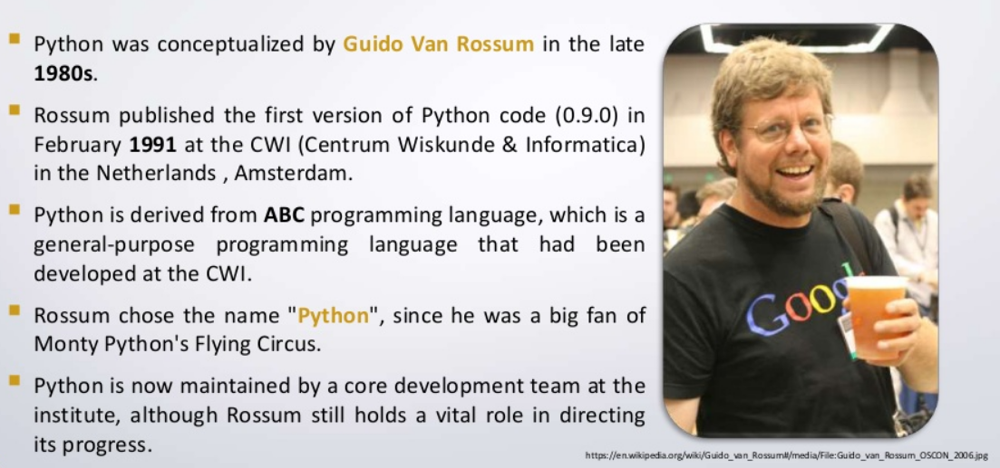 Python was conceptualized by Guido Van Rossum in the late
1980s.
Rossum published the first version of Python code (0.9.0) in
February 1991 at the CWI (Centrum Wiskunde & Informatica)
in the Netherlands , Amsterdam.
Python is derived from ABC programming language, which is a
general-purpose programming language that had been
developed at the CWI.
Rossum chose the name "Python", since he was a big fan of
Monty Python's Flying Circus.
Python is now maintained by a core development team at the
institute, although Rossum still holds a vital role in directing
its progress.
Google
https://en.wikipedia.org/wiki/Guido_van_Rossum#/media/File:Guido_van_Rossum_OSCON_2006.jpg